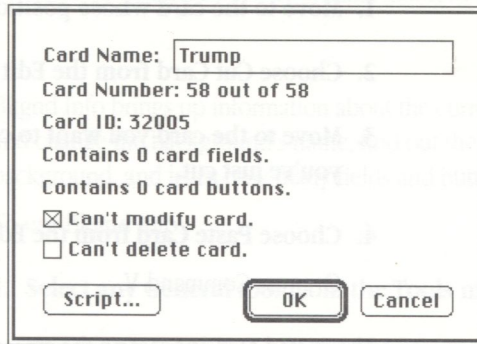 Card Name: Trump
Card Number: 58 out of 58
Card ID: 32005
Contains 0 card fields.
Contains 0 card buttons.
Can't modify card.
Can't delete card.
Script... OK Cancel